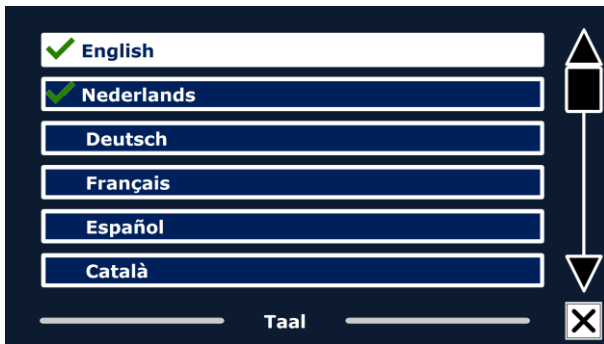 English
Nederlands
Deutsch
Français
Español
Català
Taal